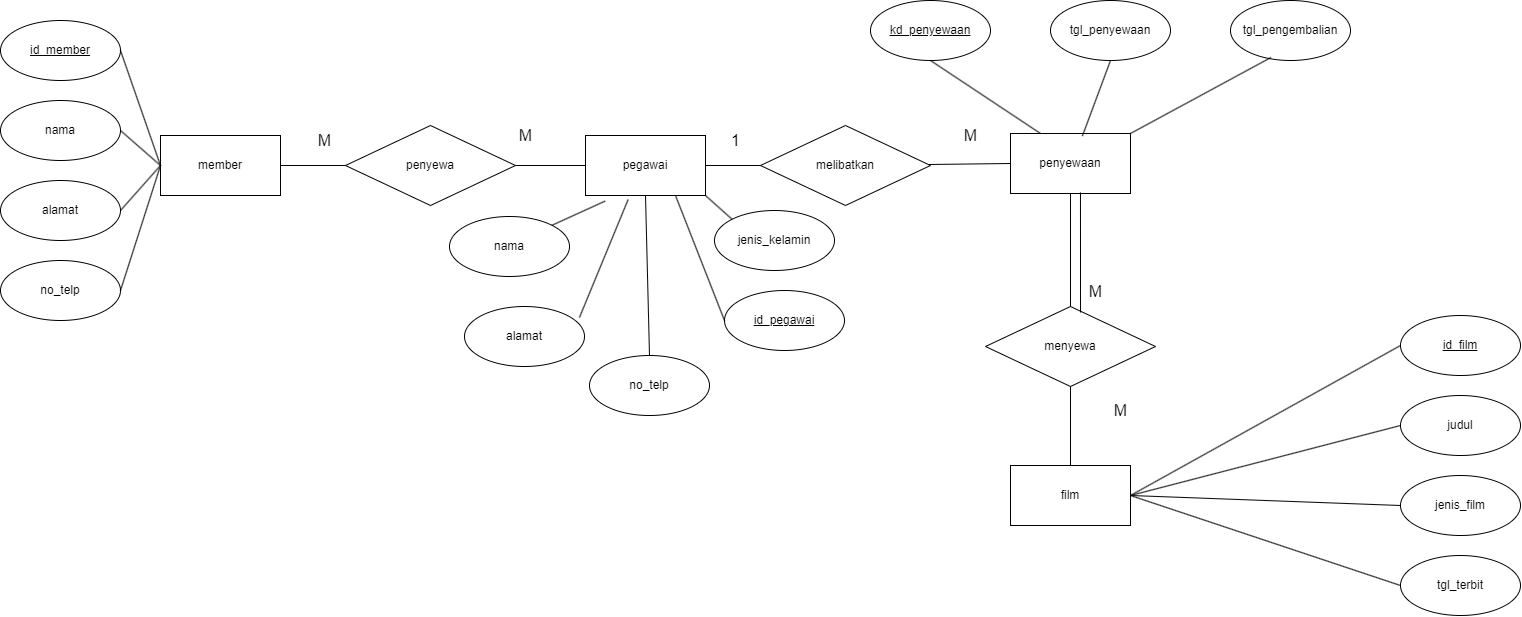 kd_penyewaan
tgl_penyewaan
tgl_pengembalian
id_member
nama
alamat
no_telp
member
M
penyewa
M
pegawai
1
melibatkan
M
penyewaan
nama
alamat
no_telp
id_pegawai
jenis_kelamin
M
menyewa
M
film
id_film
judul
jenis_film
tgl_terbit